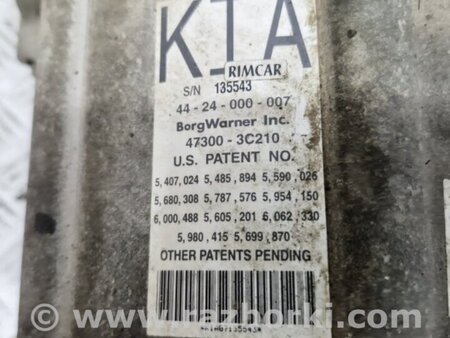 KIA
RIMCAR
S/N 135543
44-24-000-007
BorgWarner Inc.
47300-3C210
U.S. PATENT NO.
5,407,024 5,485,894 5,590,026
5,680,308 5,787,576 5,954,150
6,000,488 5,605,201 6,062,330
5,980,415 5,699,870
OTHER PATENTS PENDING
www.razborki.com